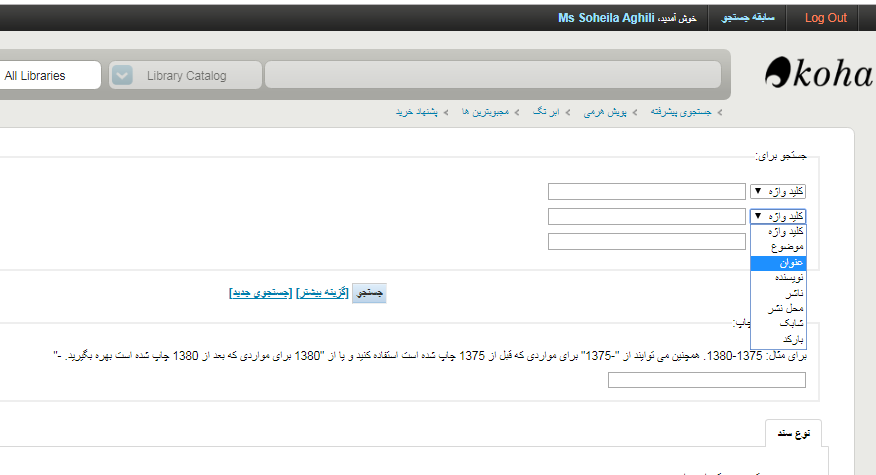 Log Out
سابقه جستجو
خوش آمدید، Ms Soheila Aghili
koha
Library Catalog
All Libraries
جستجوی پیشرفته
پویش هرمی
ابر تگ
محبوبترین ها
پشنهاد خرید
جستجو برای:
کلید واژه
کلید واژه
کلید واژه
موضوع
عنوان
نویسنده
ناشر
محل نشر
شابک
بارکد
جستجو [گزینه بیشتر] [جستجوی جدید]
چاپ:
برای مثال: 1375-1380. همچنین می توایند از "-1375" برای مواردی که قبل از 1375 چاپ شده است استفاده کنید و یا از "1380 برای مواردی که بعد از 1380 چاپ شده است بهره بگیرید. -"
نوع سند